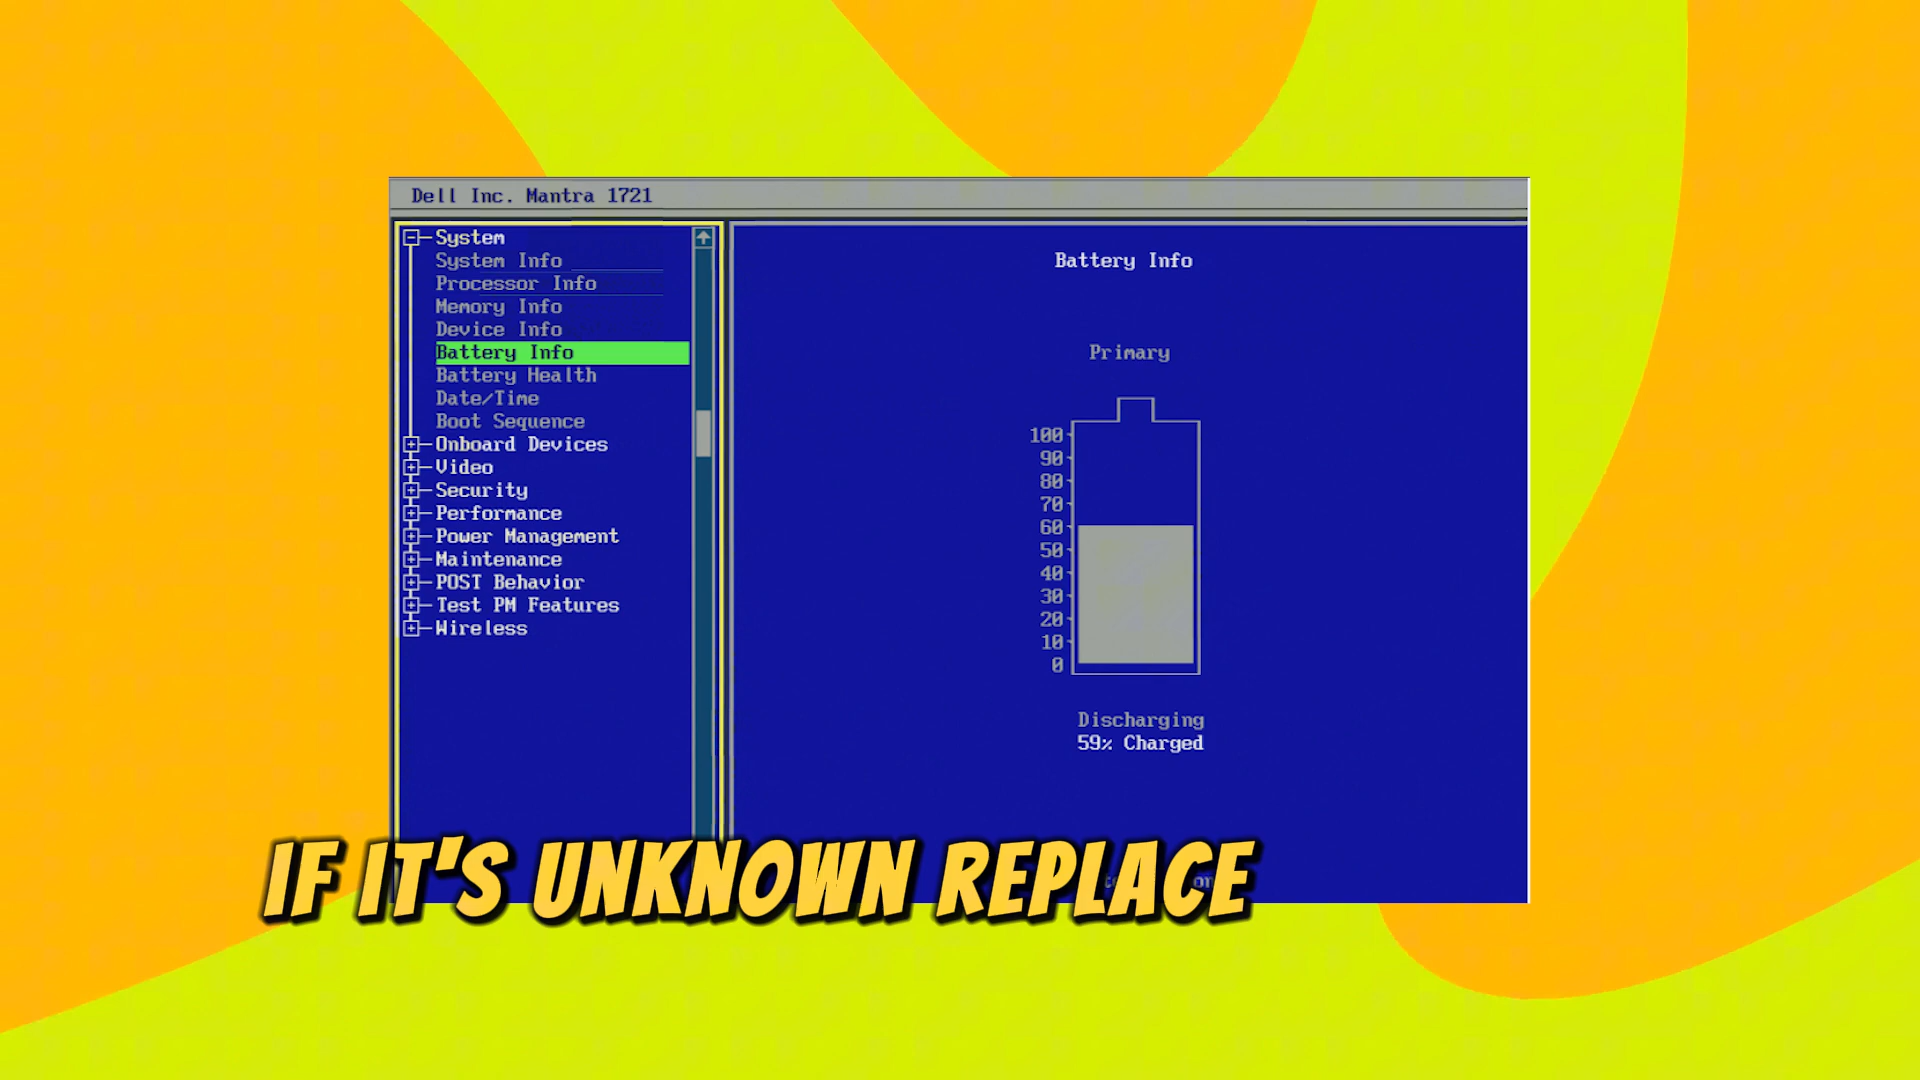 Dell Inc. Mantra 1721
System
System Info
Processor Info
Memory Info
Device Info
Battery Info
Battery Health
Date/Time
Boot Sequence
Onboard Devices
Video
Security
Performance
Power Management
Maintenance
POST Behavior
Test PM Features
Wireless
Battery Info
Primary
100
90
80
70
60
50
40
30
20
10
0
Discharging
59% Charged
IF IT'S UNKNOWN REPLACE